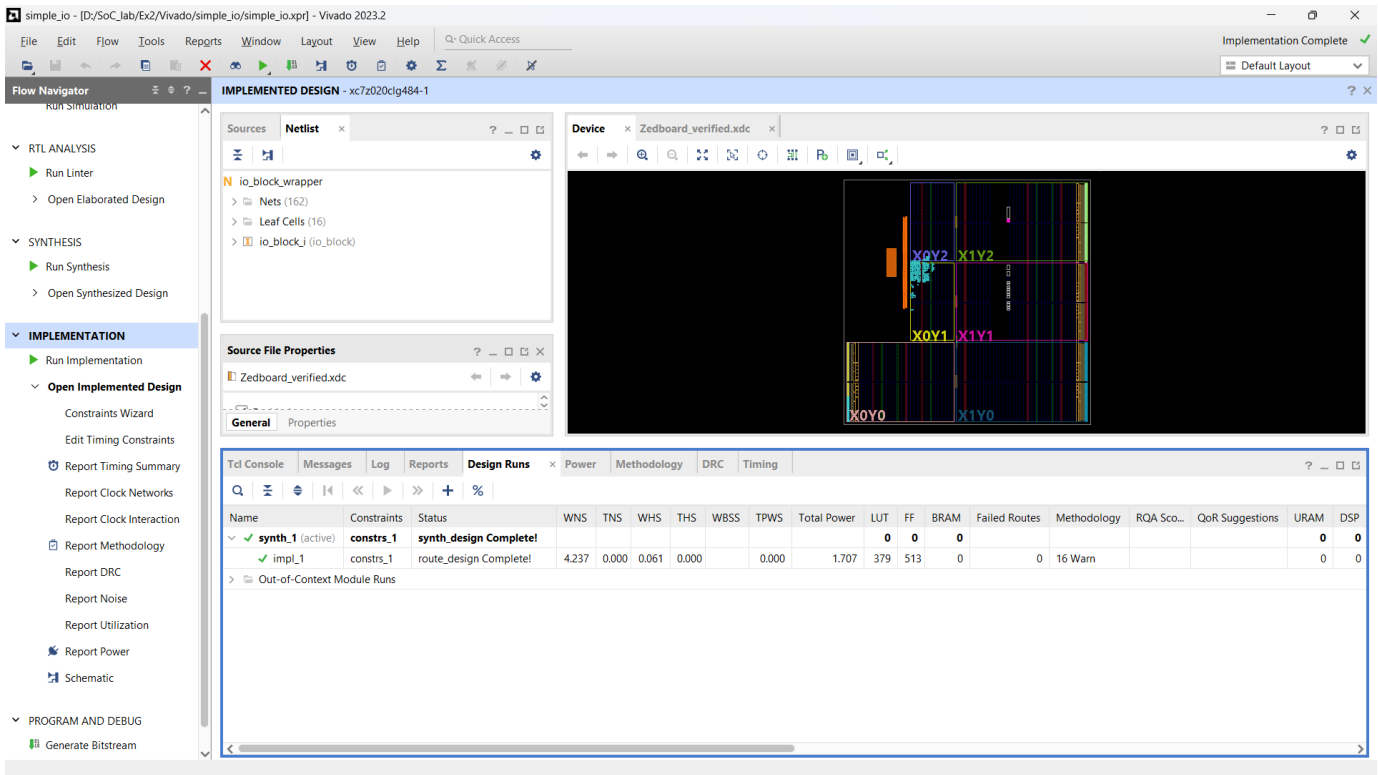 simple_io - [D:/SoC_lab/Ex2/Vivado/simple_io/simple_io.xpr] - Vivado 2023.2
File Edit Flow Tools Reports Window Layout View Help Quick Access
Implementation Complete
Default Layout
Flow Navigator
IMPLEMENTED DESIGN - xc7z020clg484-1
Run Simulation
RTL ANALYSIS
Run Linter
Open Elaborated Design
SYNTHESIS
Run Synthesis
Open Synthesized Design
IMPLEMENTATION
Run Implementation
Open Implemented Design
Constraints Wizard
Edit Timing Constraints
Report Timing Summary
Report Clock Networks
Report Clock Interaction
Report Methodology
Report DRC
Report Noise
Report Utilization
Report Power
Schematic
PROGRAM AND DEBUG
Generate Bitstream
Sources Netlist
N io_block_wrapper
Nets (162)
Leaf Cells (16)
io_block_i (io_block)
Source File Properties
Zedboard_verified.xdc
General Properties
Device Zedboard_verified.xdc
X0Y2 X1Y2
X0Y1 X1Y1
X0Y0 X1Y0
Tcl Console Messages Log Reports Design Runs Power Methodology DRC Timing
Name Constraints Status WNS TNS WHS THS WBSS TPWS Total Power LUT FF BRAM Failed Routes Methodology RQA Sco... QoR Suggestions URAM DSP
synth_1 (active) constrs_1 synth_design Complete! 0 0 0 0 0
impl_1 constrs_1 route_design Complete! 4.237 0.000 0.061 0.000 0.000 1.707 379 513 0 0 16 Warn 0 0
Out-of-Context Module Runs